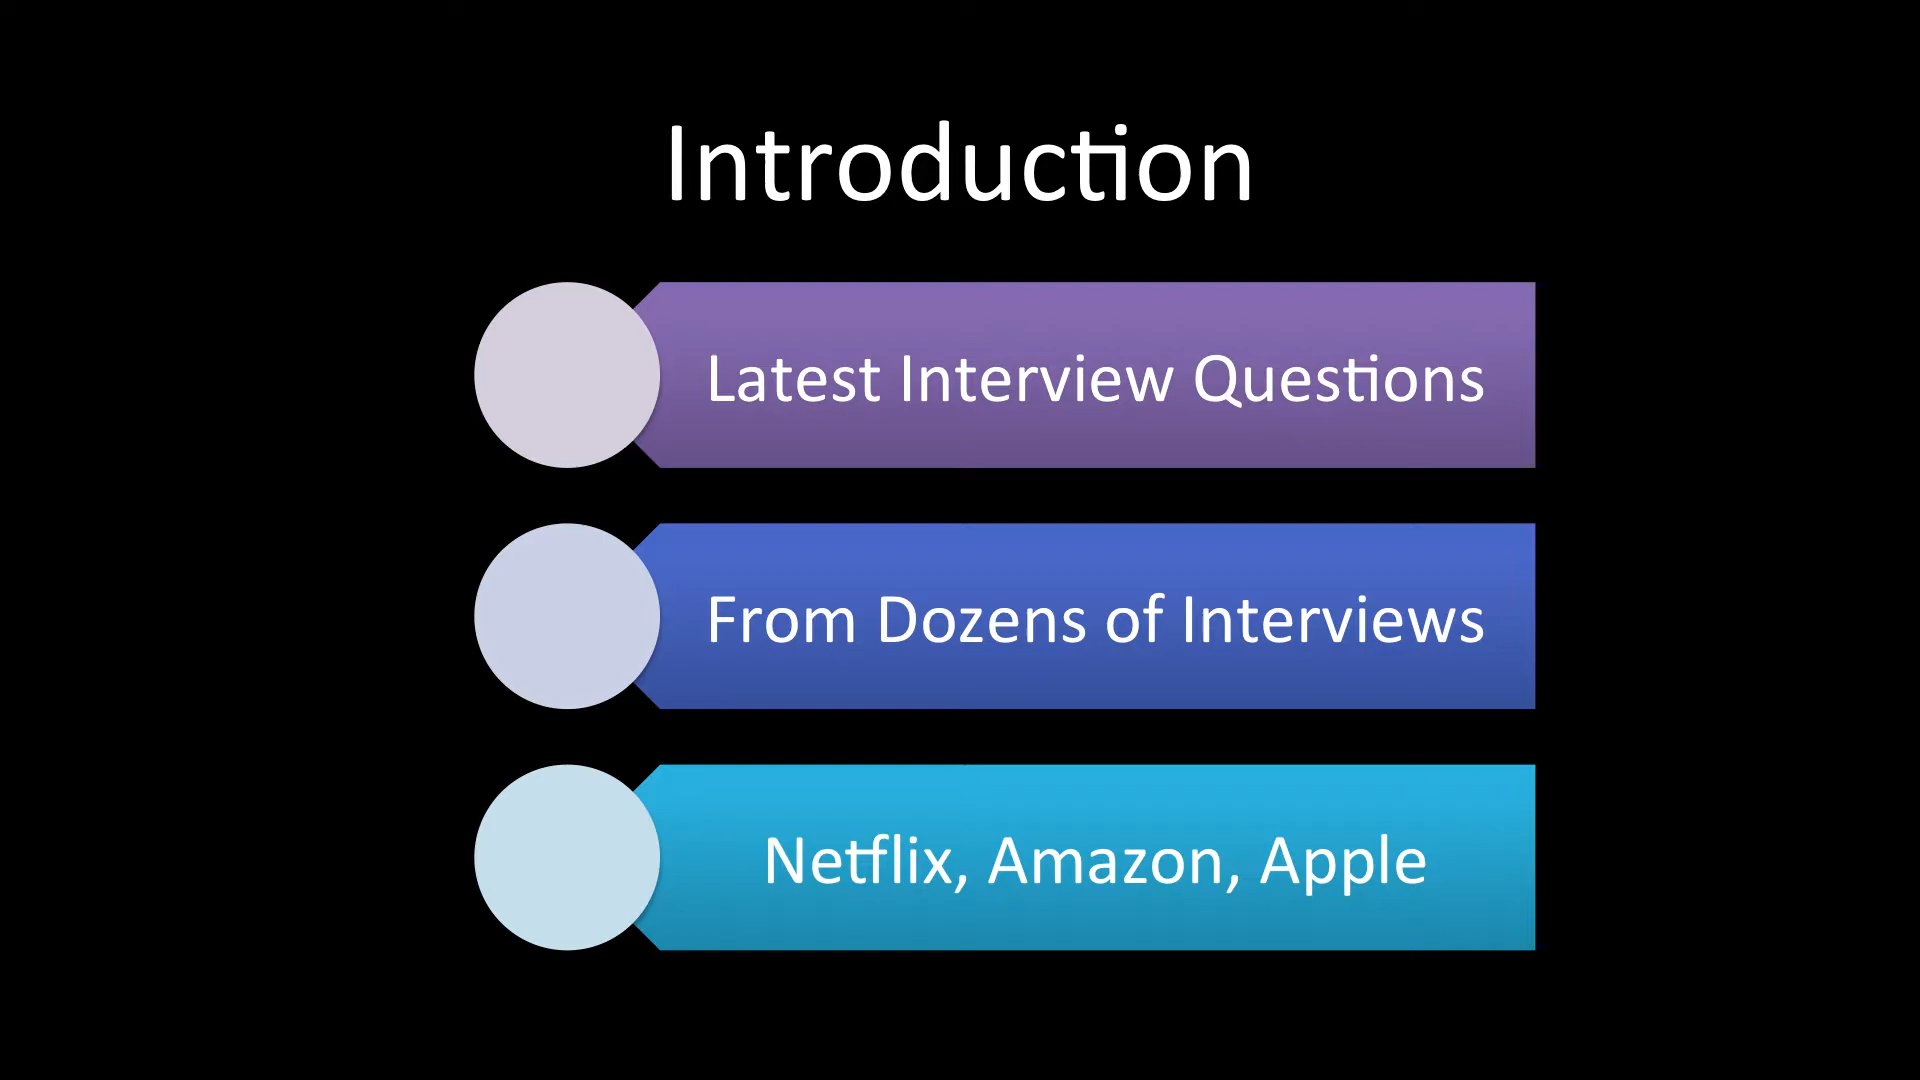 Introduction
Latest Interview Questions
From Dozens of Interviews
Netflix, Amazon, Apple